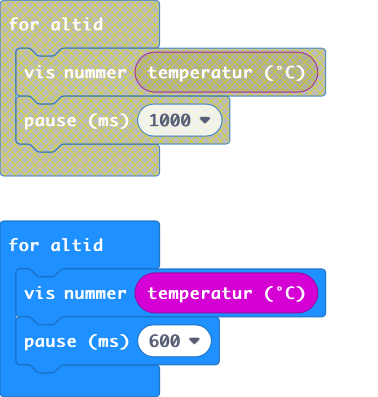 for altid
vis nummer temperatur (°C)
pause (ms) 1000
for altid
vis nummer temperatur (°C)
pause (ms) 600